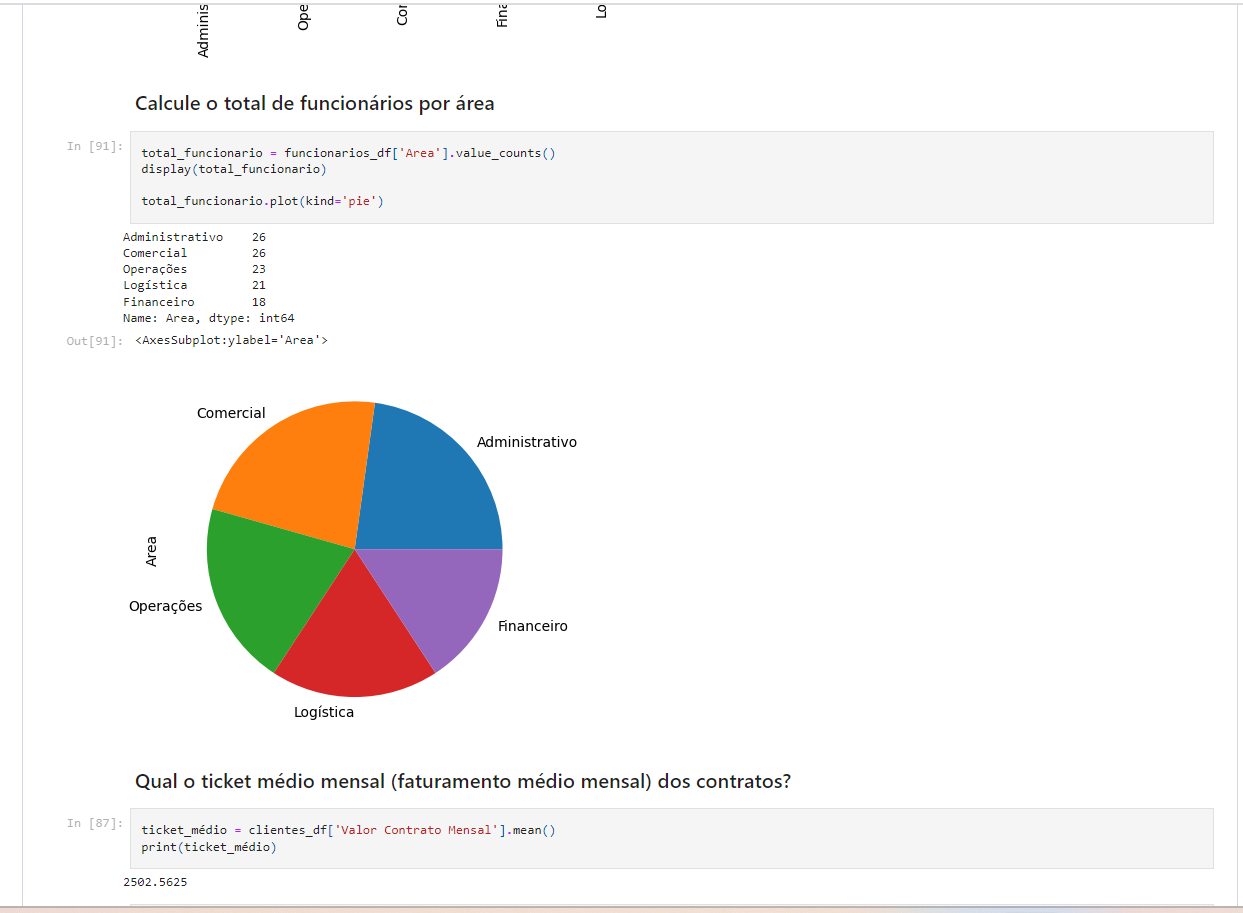 Adminis
Ope
Cor
Fina
Lo
Calcule o total de funcionários por área
In [91]:
total_funcionario = funcionarios_df['Area'].value_counts()
display(total_funcionario)
total_funcionario.plot(kind='pie')
Administrativo    26
Comercial         26
Operações         23
Logística         21
Financeiro        18
Name: Area, dtype: int64
Out[91]: <AxesSubplot:ylabel='Area'>
Comercial
Administrativo
Area
Operações
Financeiro
Logística
Qual o ticket médio mensal (faturamento médio mensal) dos contratos?
In [87]:
ticket_médio = clientes_df['Valor Contrato Mensal'].mean()
print(ticket_médio)
2502.5625